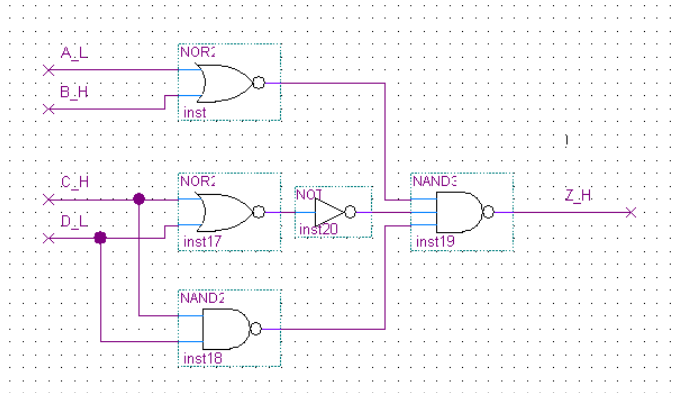 A_L
NOR2
B_H
inst
C_H
NOR2
NOT
NAND3
Z_H
D_L
inst17
inst20
inst19
NAND2
inst18